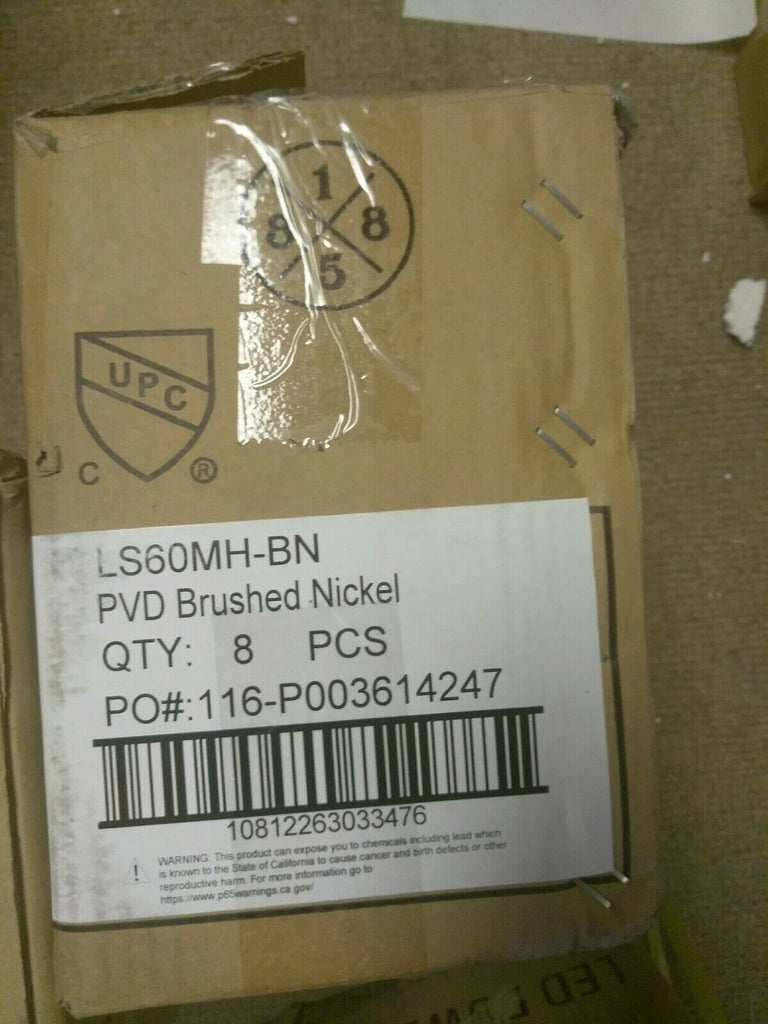 1
8 8
5
UPC
C ®
LS60MH-BN
PVD Brushed Nickel
QTY: 8 PCS
PO#:116-P003614247
10812263033476
! WARNING: This product can expose you to chemicals including lead which
is known to the State of California to cause cancer and birth defects or other
reproductive harm. For more information go to
https://www.p65warnings.ca.gov/
LED